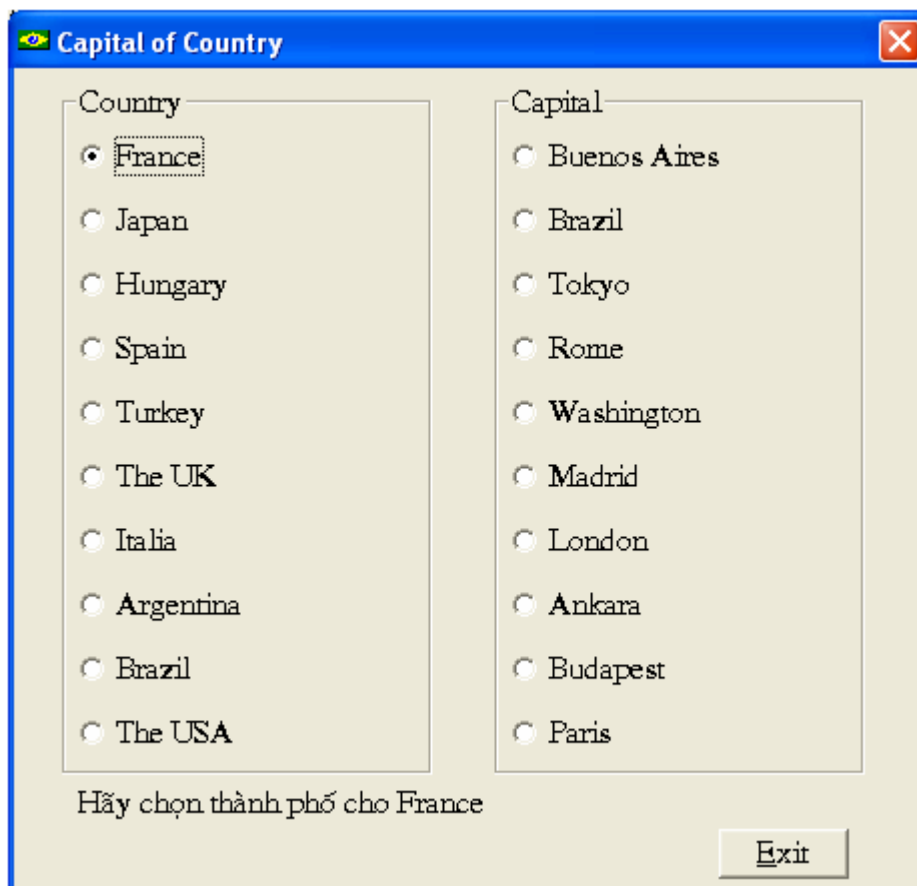 Capital of Country
Country
France
Japan
Hungary
Spain
Turkey
The UK
Italia
Argentina
Brazil
The USA
Capital
Buenos Aires
Brazil
Tokyo
Rome
Washington
Madrid
London
Ankara
Budapest
Paris
Hãy chọn thành phố cho France
Exit